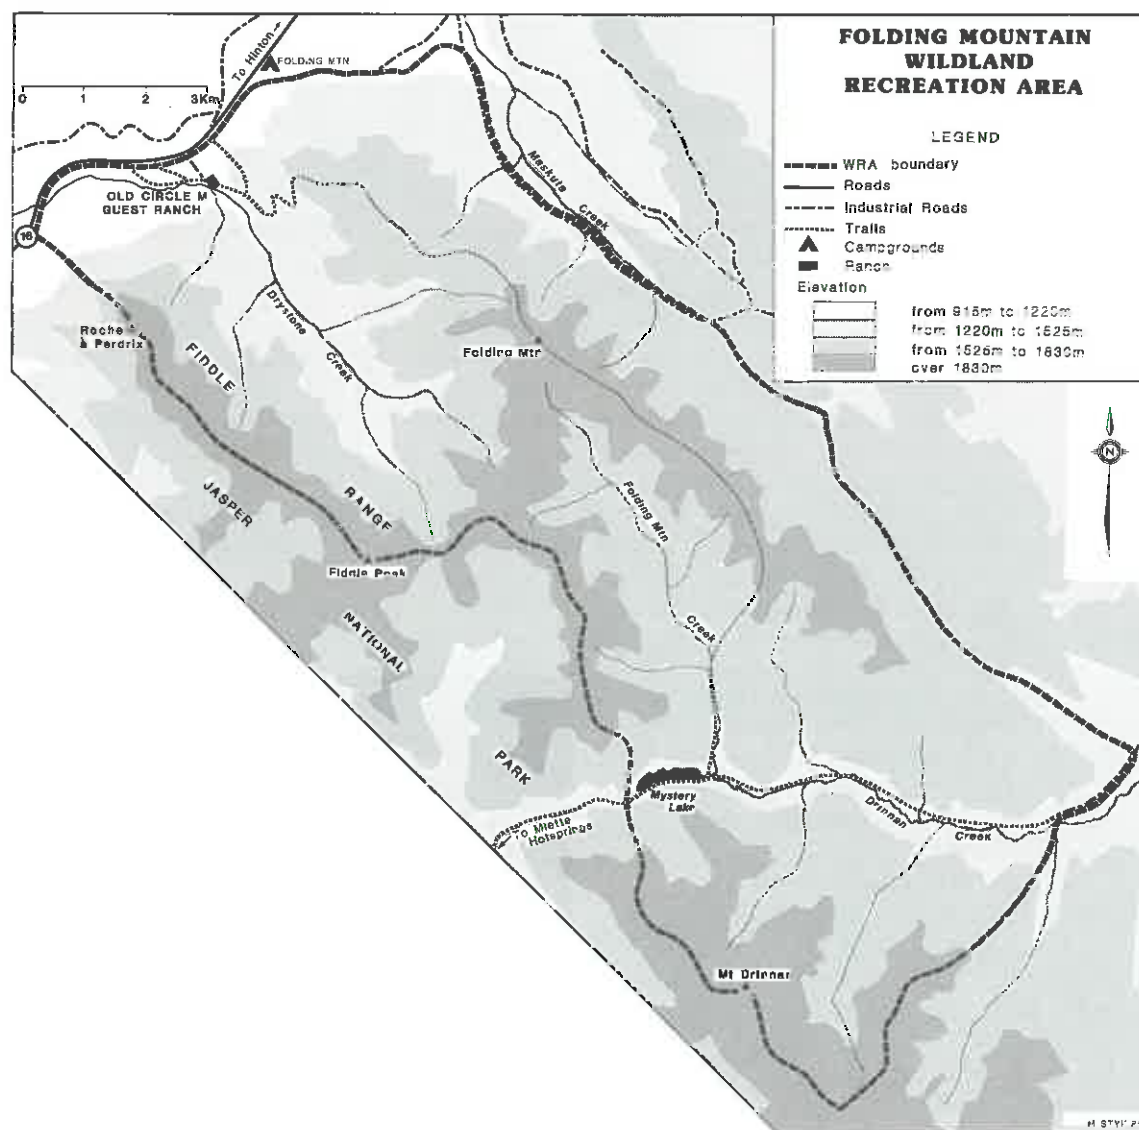 FOLDING MOUNTAIN
WILDLAND
RECREATION AREA
LEGEND
WRA boundary
Roads
Industrial Roads
Trails
Campgrounds
Elevation
from 915m to 1220m
from 1220m to 1525m
from 1525m to 1830m
over 1830m
To Hinton
FOLDING MTN
0 1 2 3Km
OLD CIRCLE M
GUEST RANCH
16
Maskuta
Creek
Roche
à Perdrix
FIDDLE
RANGE
Drystone
Creek
Folding Mtn
JASPER
NATIONAL
PARK
Fiddle Peak
Folding Mtn
Creek
N
Mystery
Lake
To Miette
Hotsprings
Drinnan
Creek
Mt Drinnan